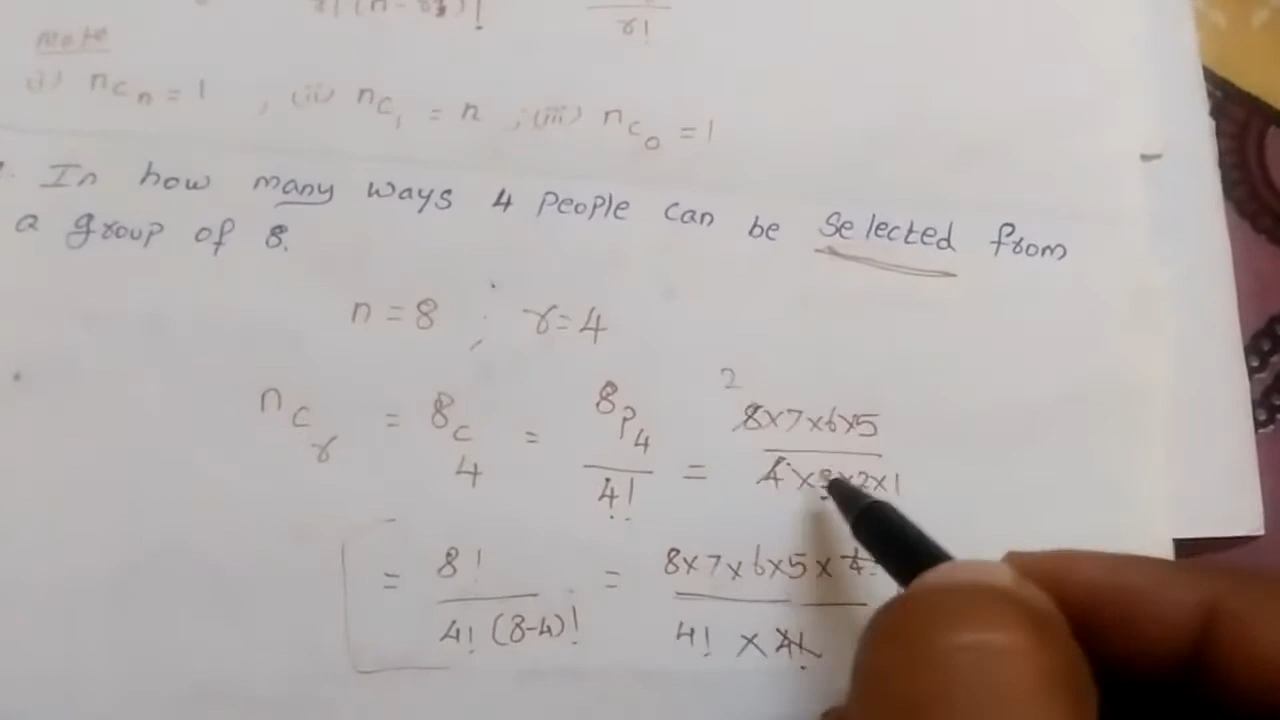 r!
Note
(i) nCn = 1 , (ii) nC1 = n ; (iii) nC0 = 1
In how many ways 4 people can be selected from
a group of 8.
n = 8 ; r = 4
nCr = 8C4 = 8P4 / 4! = 2 8×7×6×5 / 4×3×2×1
= 8! / 4! (8-4)! = 8×7×6×5×4! / 4! × 4!